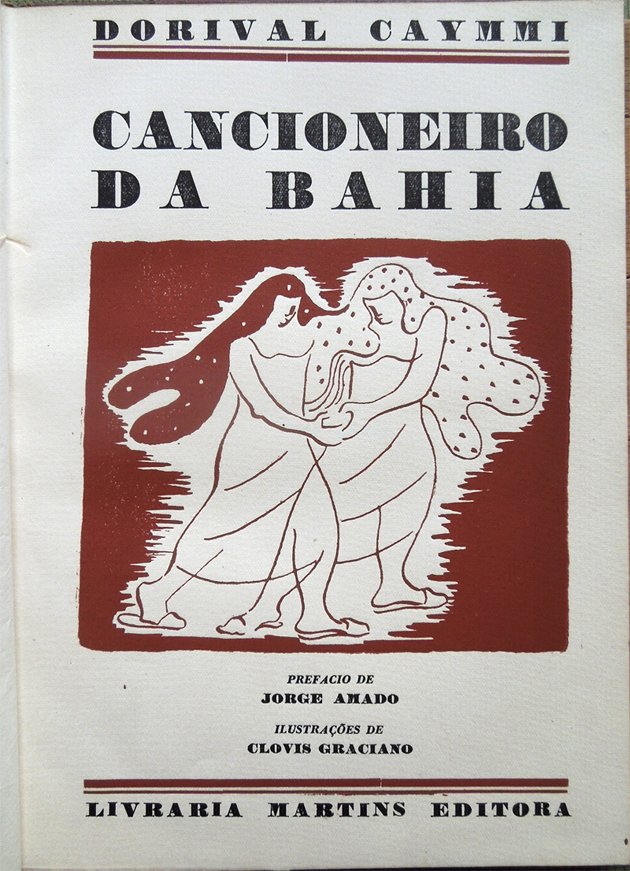 DORIVAL CAYMMI
CANCIONEIRO
DA BAHIA
PREFACIO DE
JORGE AMADO
ILUSTRAÇÕES DE
CLOVIS GRACIANO
LIVRARIA MARTINS EDITORA